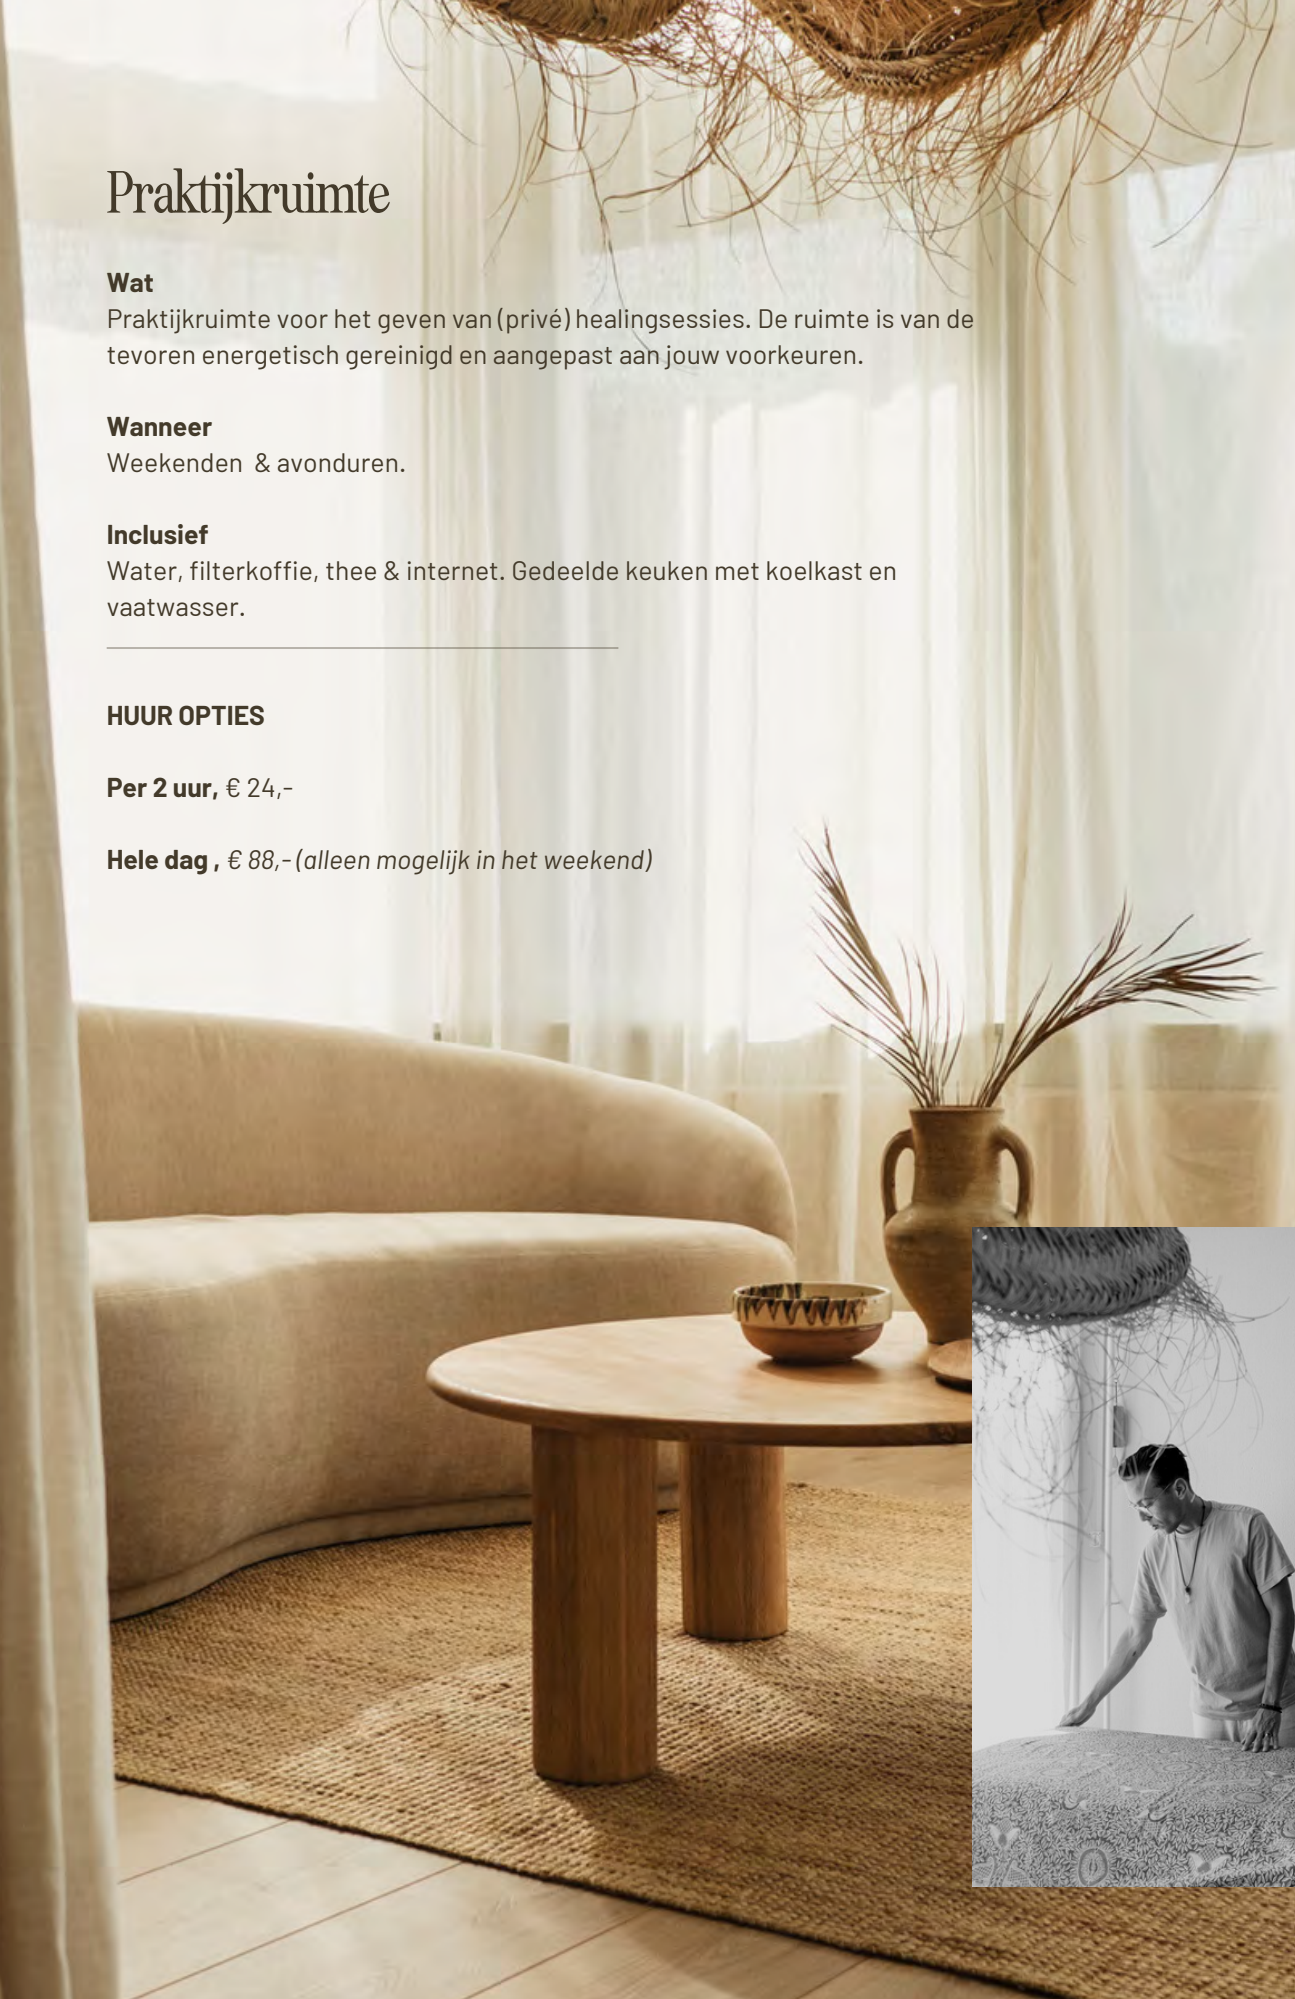 Praktijkruimte
Wat
Praktijkruimte voor het geven van (privé) healingsessies. De ruimte is van de
tevoren energetisch gereinigd en aangepast aan jouw voorkeuren.
Wanneer
Weekenden & avonduren.
Inclusief
Water, filterkoffie, thee & internet. Gedeelde keuken met koelkast en
vaatwasser.
HUUR OPTIES
Per 2 uur, € 24,-
Hele dag , € 88,- (alleen mogelijk in het weekend)